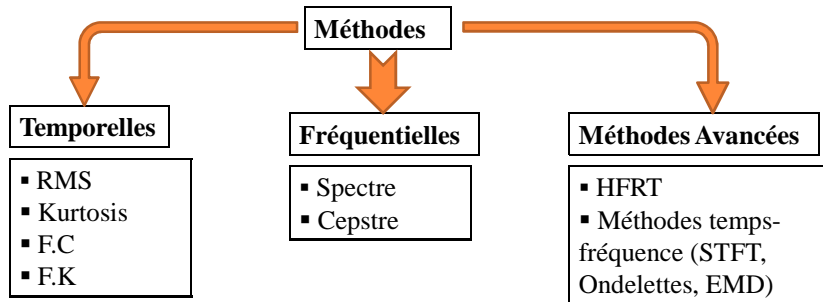 Méthodes
Temporelles
▪ RMS
▪ Kurtosis
▪ F.C
▪ F.K
Fréquentielles
▪ Spectre
▪ Cepstre
Méthodes Avancées
▪ HFRT
▪ Méthodes temps-
fréquence (STFT,
Ondelettes, EMD)